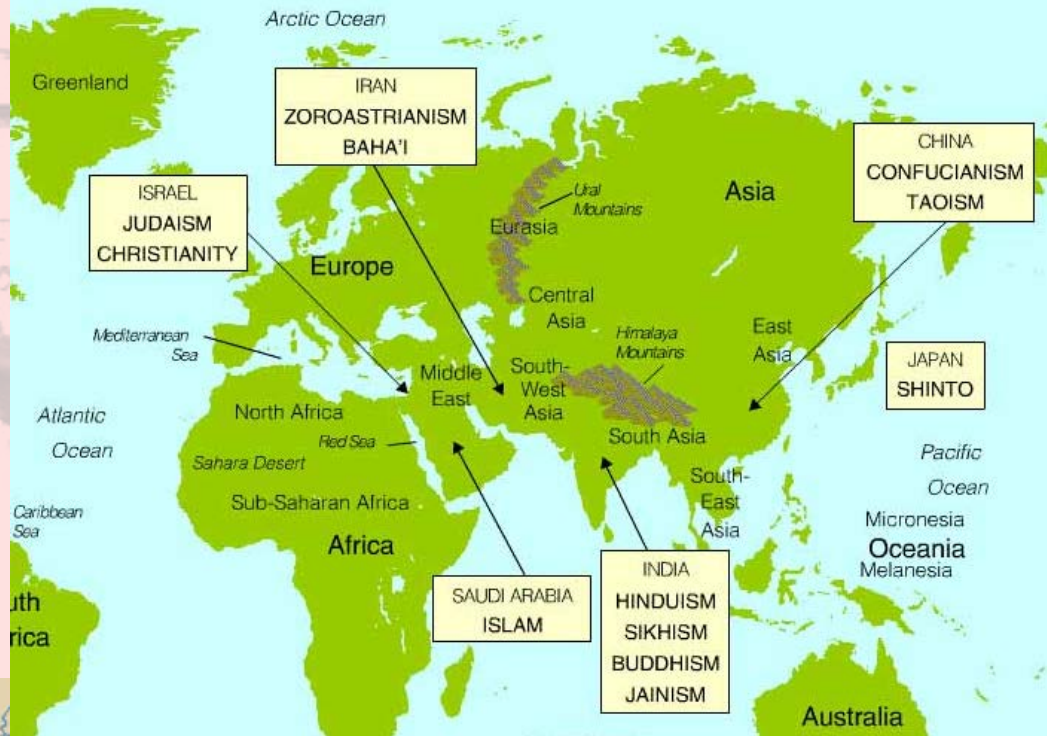 Arctic Ocean
Greenland
IRAN
ZOROASTRIANISM
BAHA'I
CHINA
CONFUCIANISM
TAOISM
ISRAEL
JUDAISM
CHRISTIANITY
Ural
Mountains
Asia
Eurasia
Europe
Central
Asia
Mediterranean
Sea
Himalaya
Mountains
East
Asia
JAPAN
SHINTO
Middle
East
South-
West
Asia
North Africa
Red Sea
South Asia
Atlantic
Ocean
Sahara Desert
Pacific
Ocean
Sub-Saharan Africa
South-
East
Asia
Caribbean
Sea
Micronesia
Oceania
Melanesia
Africa
INDIA
HINDUISM
SIKHISM
BUDDHISM
JAINISM
SAUDI ARABIA
ISLAM
uth
rica
Australia